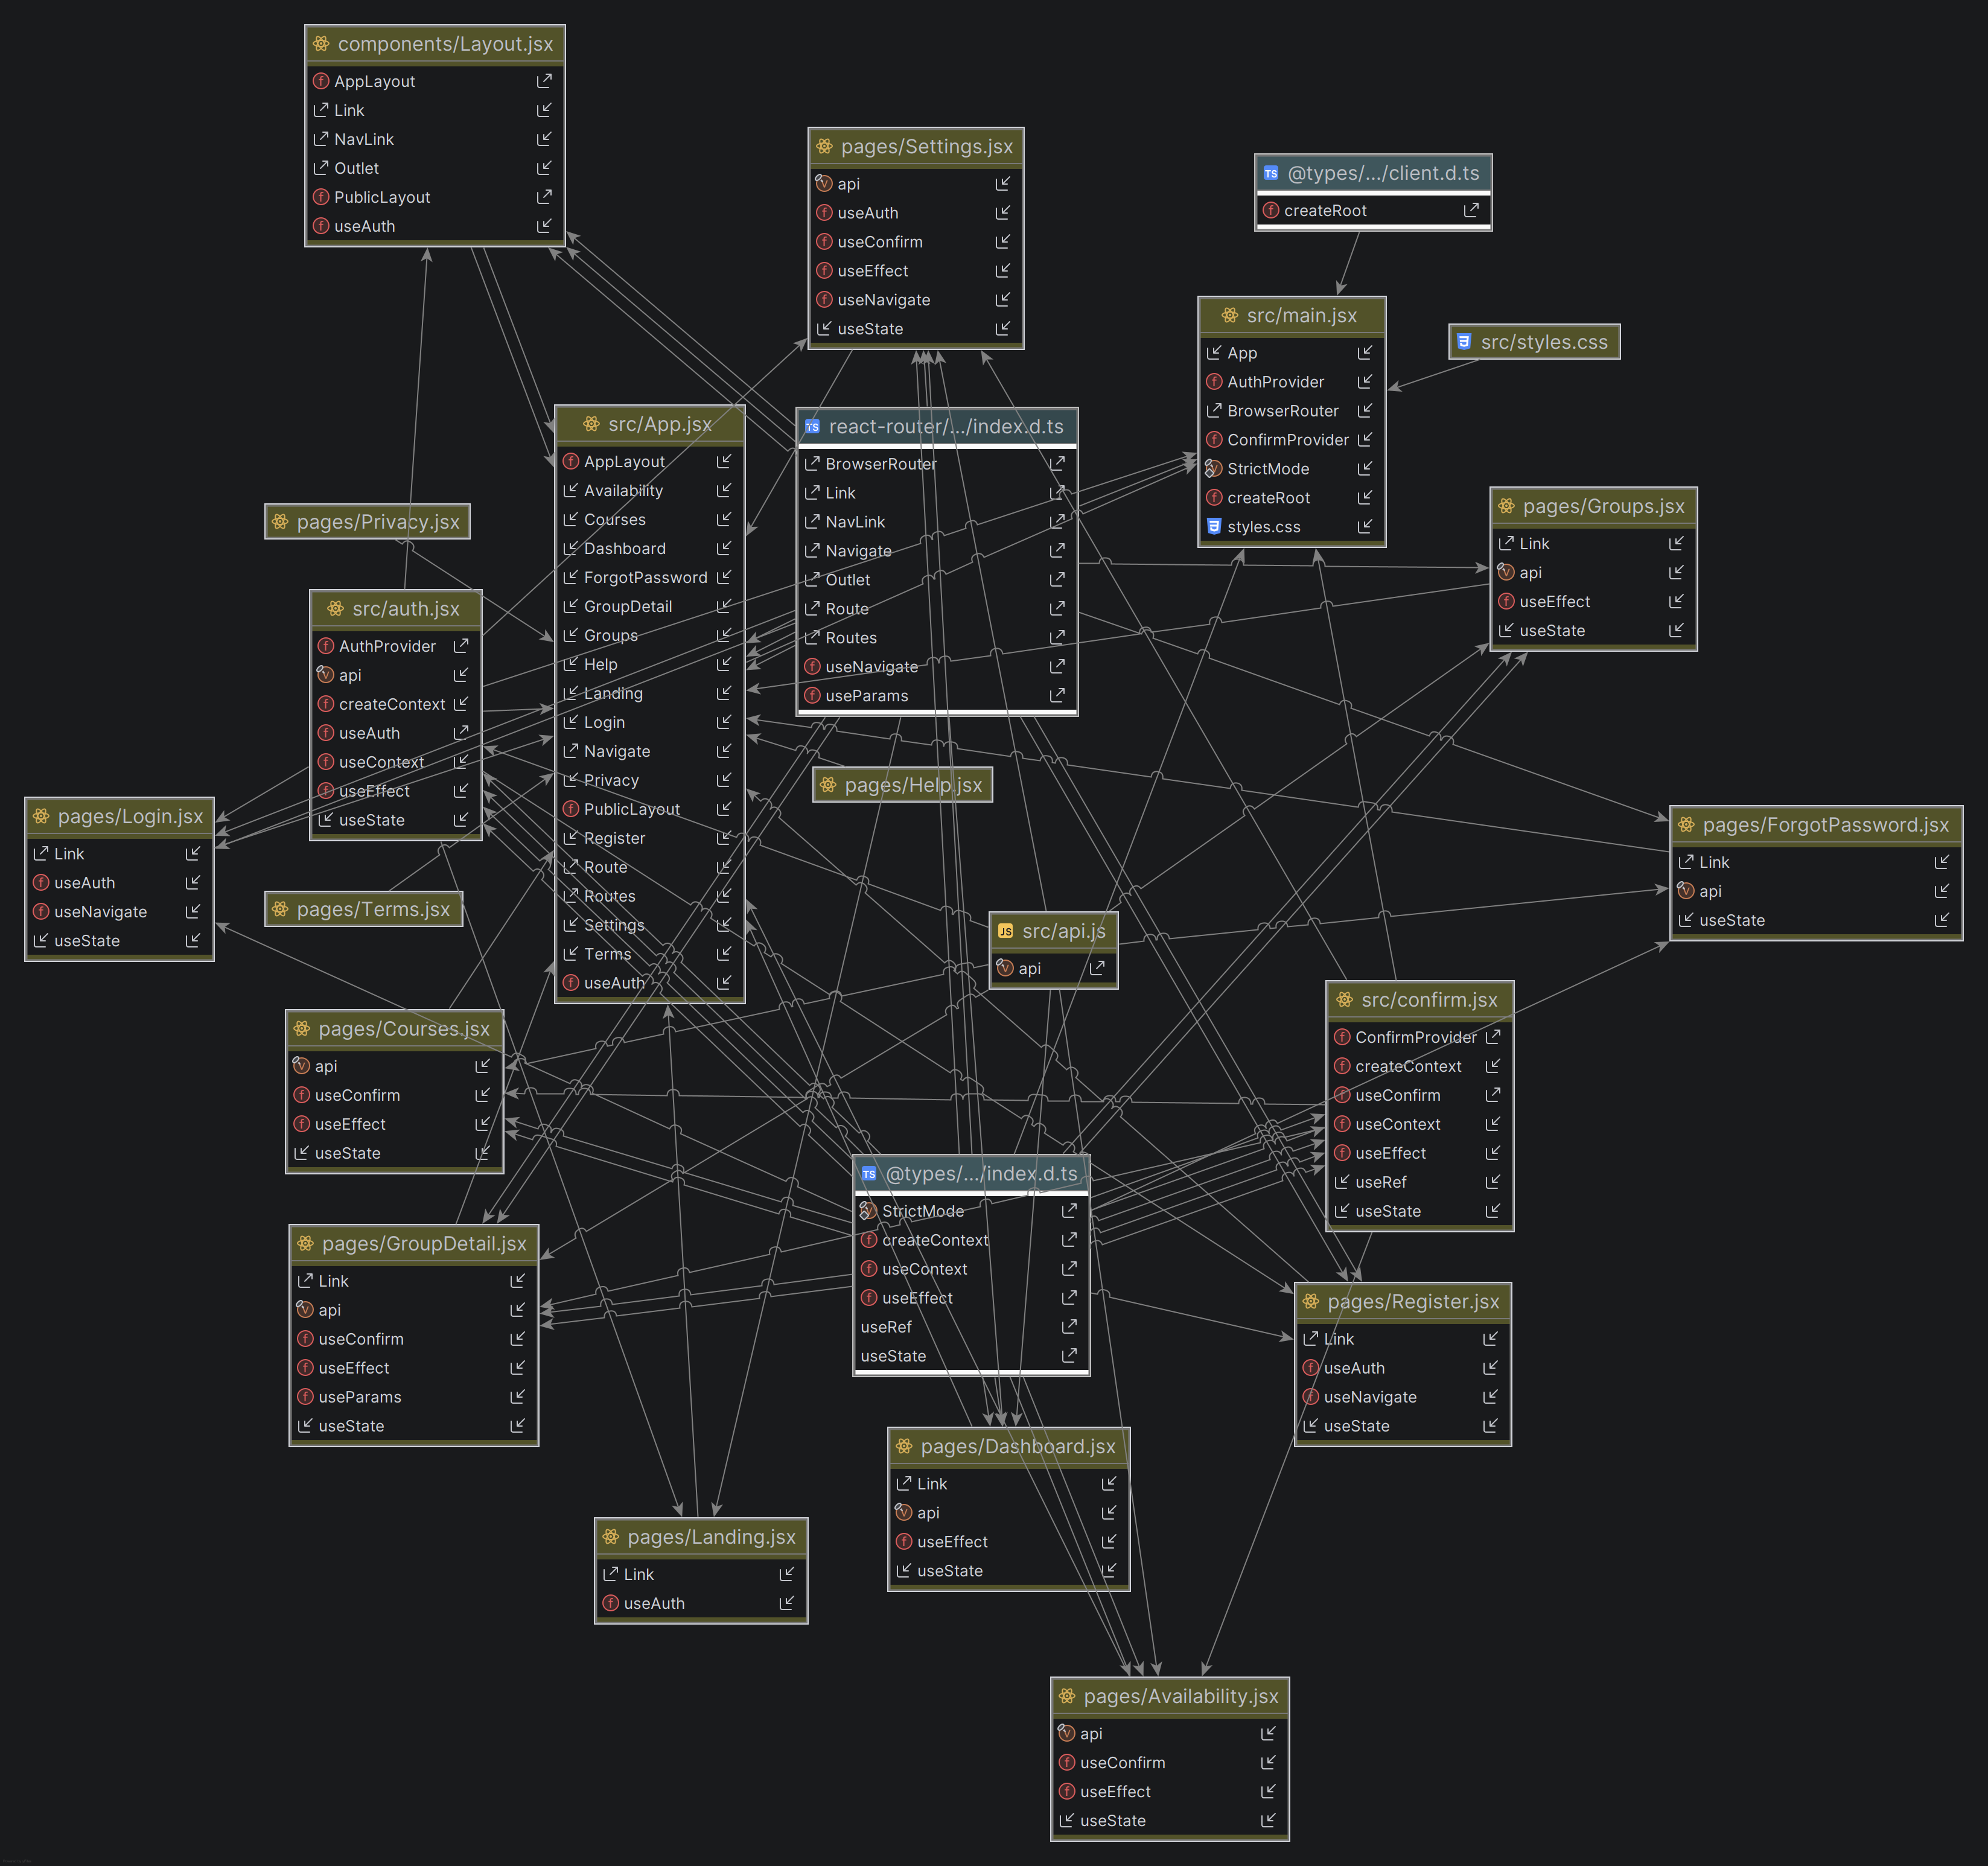 components/Layout.jsx
AppLayout
Link
NavLink
Outlet
PublicLayout
useAuth
pages/Settings.jsx
api
useAuth
useConfirm
useEffect
useNavigate
useState
@types/.../client.d.ts
createRoot
src/main.jsx
App
AuthProvider
BrowserRouter
ConfirmProvider
StrictMode
createRoot
styles.css
src/styles.css
src/App.jsx
AppLayout
Availability
Courses
Dashboard
ForgotPassword
GroupDetail
Groups
Help
Landing
Login
Navigate
Privacy
PublicLayout
Register
Route
Routes
Settings
Terms
useAuth
react-router/.../index.d.ts
BrowserRouter
Link
NavLink
Navigate
Outlet
Route
Routes
useNavigate
useParams
pages/Groups.jsx
Link
api
useEffect
useState
pages/Privacy.jsx
src/auth.jsx
AuthProvider
api
createContext
useAuth
useContext
useEffect
useState
pages/Help.jsx
pages/Login.jsx
Link
useAuth
useNavigate
useState
pages/ForgotPassword.jsx
Link
api
useState
pages/Terms.jsx
src/api.js
api
src/confirm.jsx
ConfirmProvider
createContext
useConfirm
useContext
useEffect
useRef
useState
pages/Courses.jsx
api
useConfirm
useEffect
useState
@types/.../index.d.ts
StrictMode
createContext
useContext
useEffect
useRef
useState
pages/GroupDetail.jsx
Link
api
useConfirm
useEffect
useParams
useState
pages/Register.jsx
Link
useAuth
useNavigate
useState
pages/Dashboard.jsx
Link
api
useEffect
useState
pages/Landing.jsx
Link
useAuth
pages/Availability.jsx
api
useConfirm
useEffect
useState